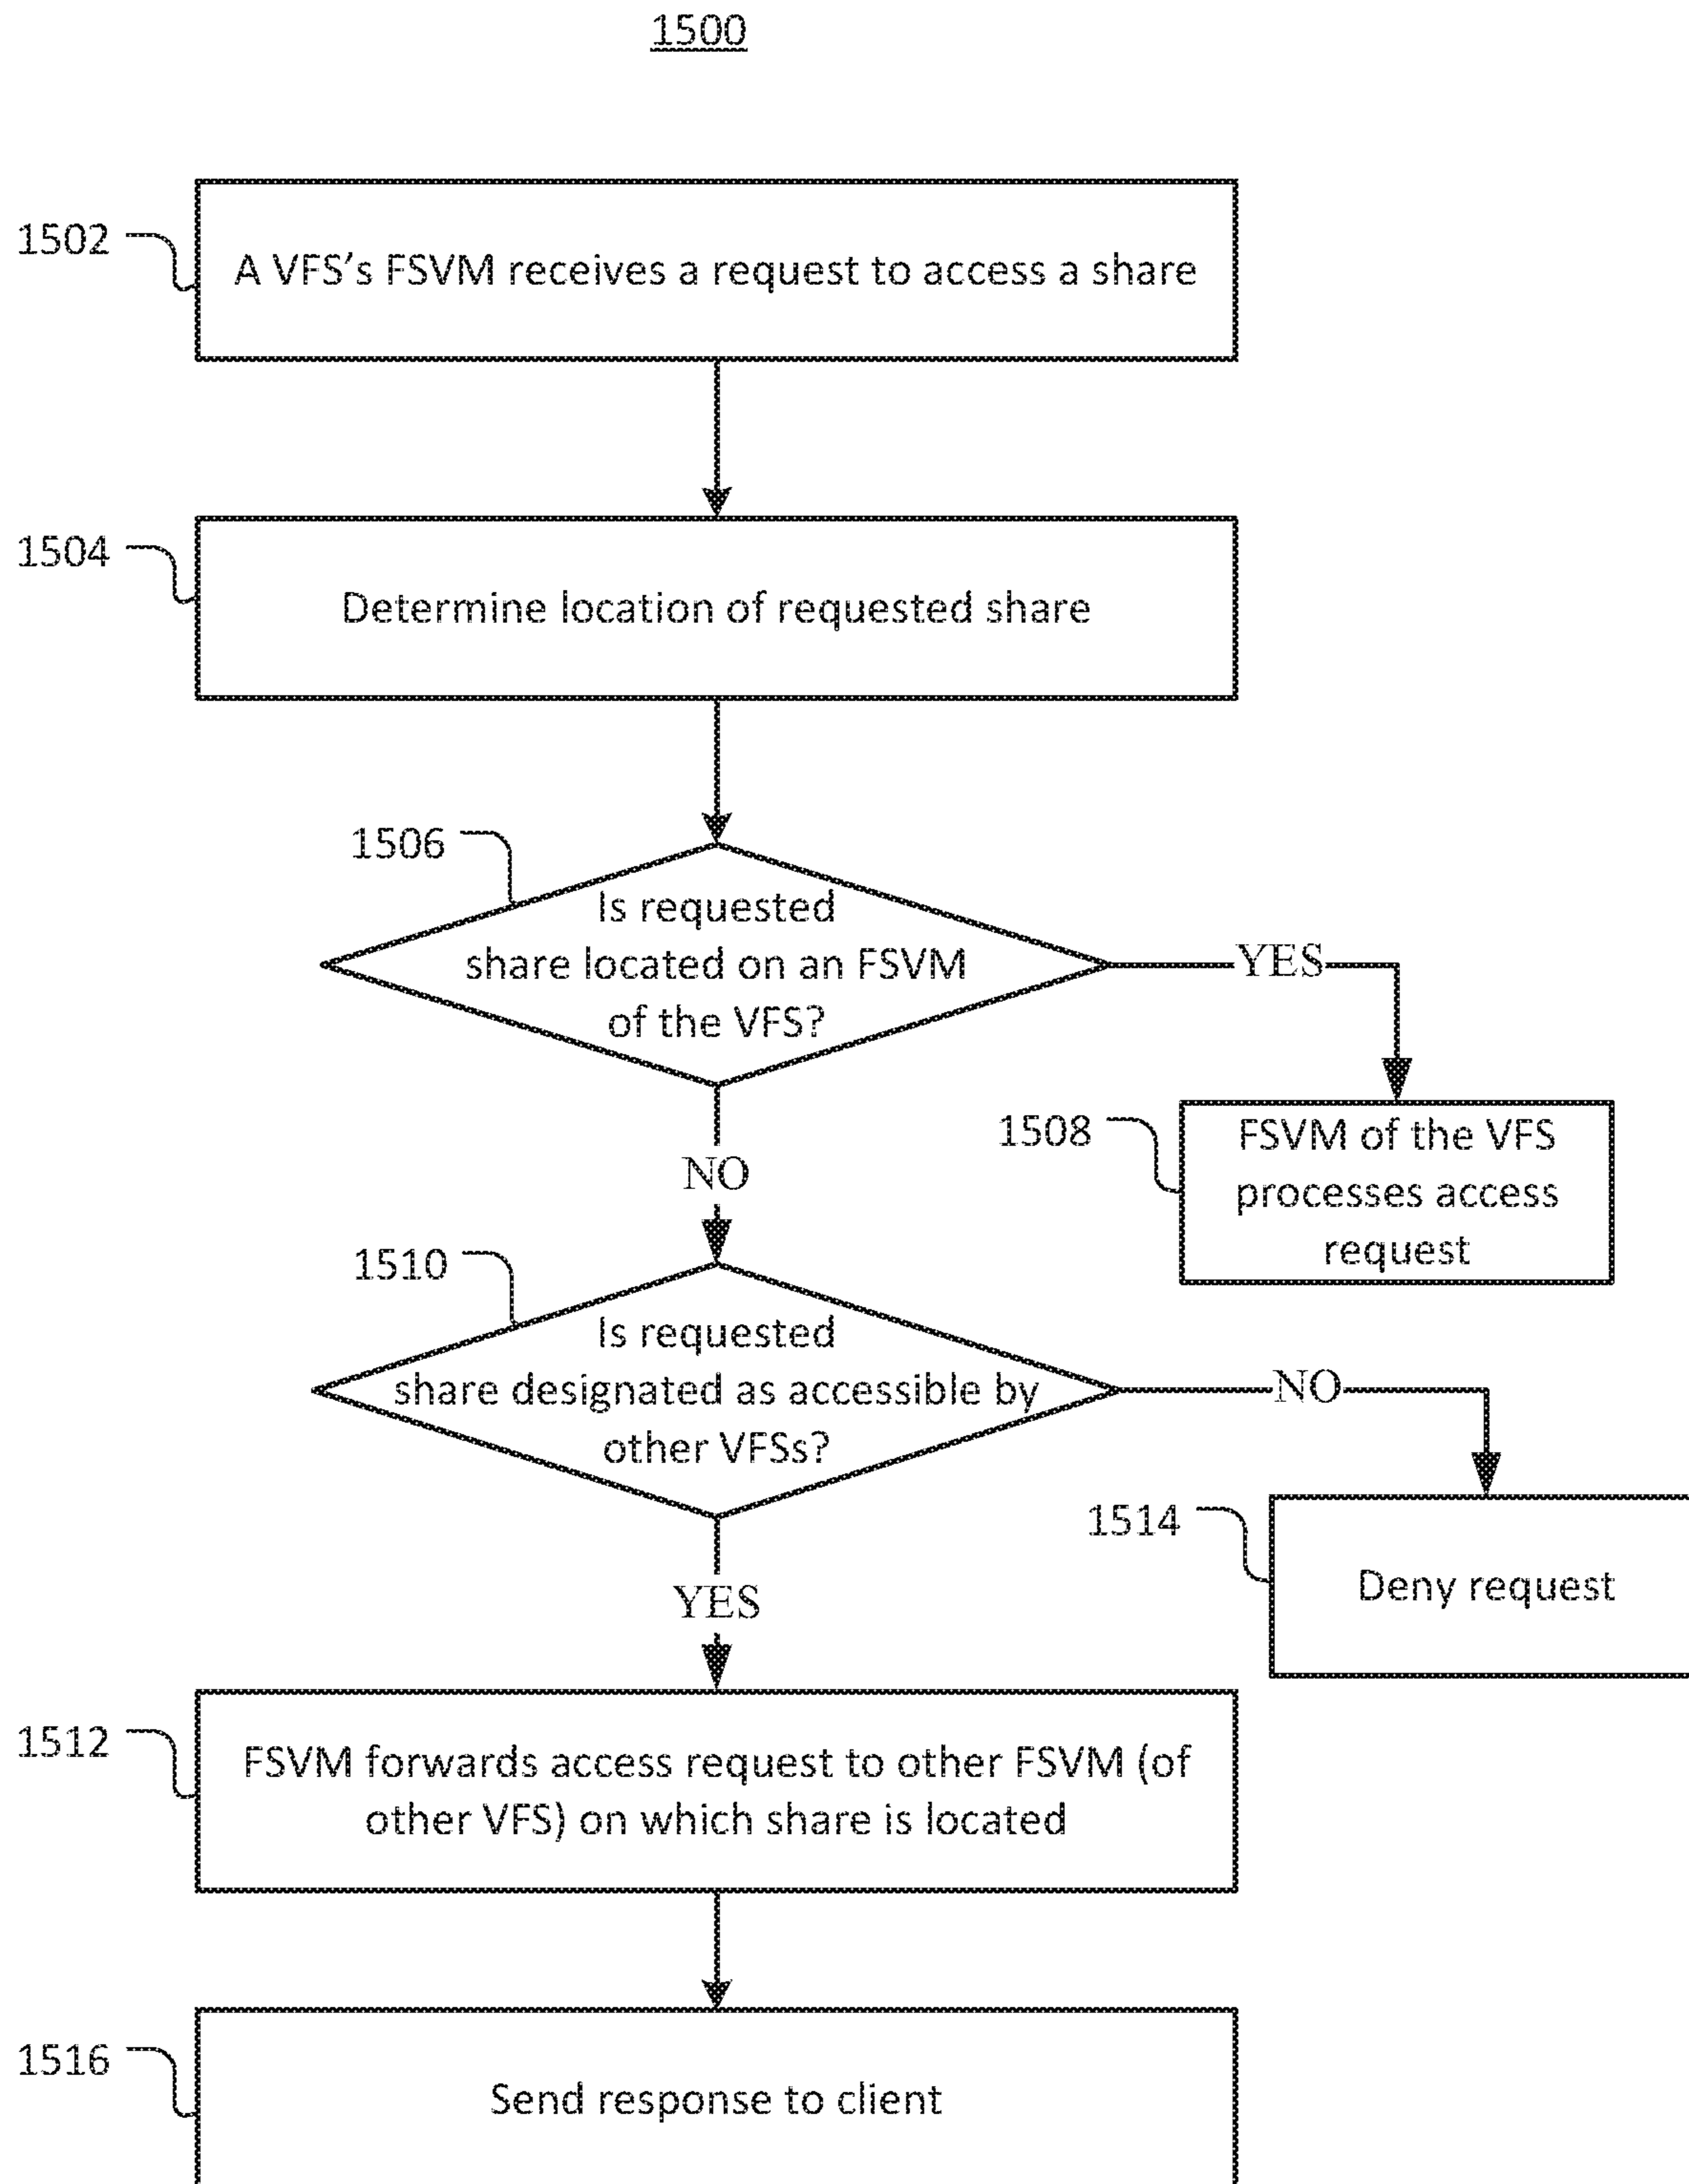 1500
1502
A VFS's FSVM receives a request to access a share
1504
Determine location of requested share
1506
Is requested
share located on an FSVM
of the VFS?
YES
1508
FSVM of the VFS
processes access
request
NO
1510
Is requested
share designated as accessible by
other VFSs?
NO
1514
Deny request
YES
1512
FSVM forwards access request to other FSVM (of
other VFS) on which share is located
1516
Send response to client